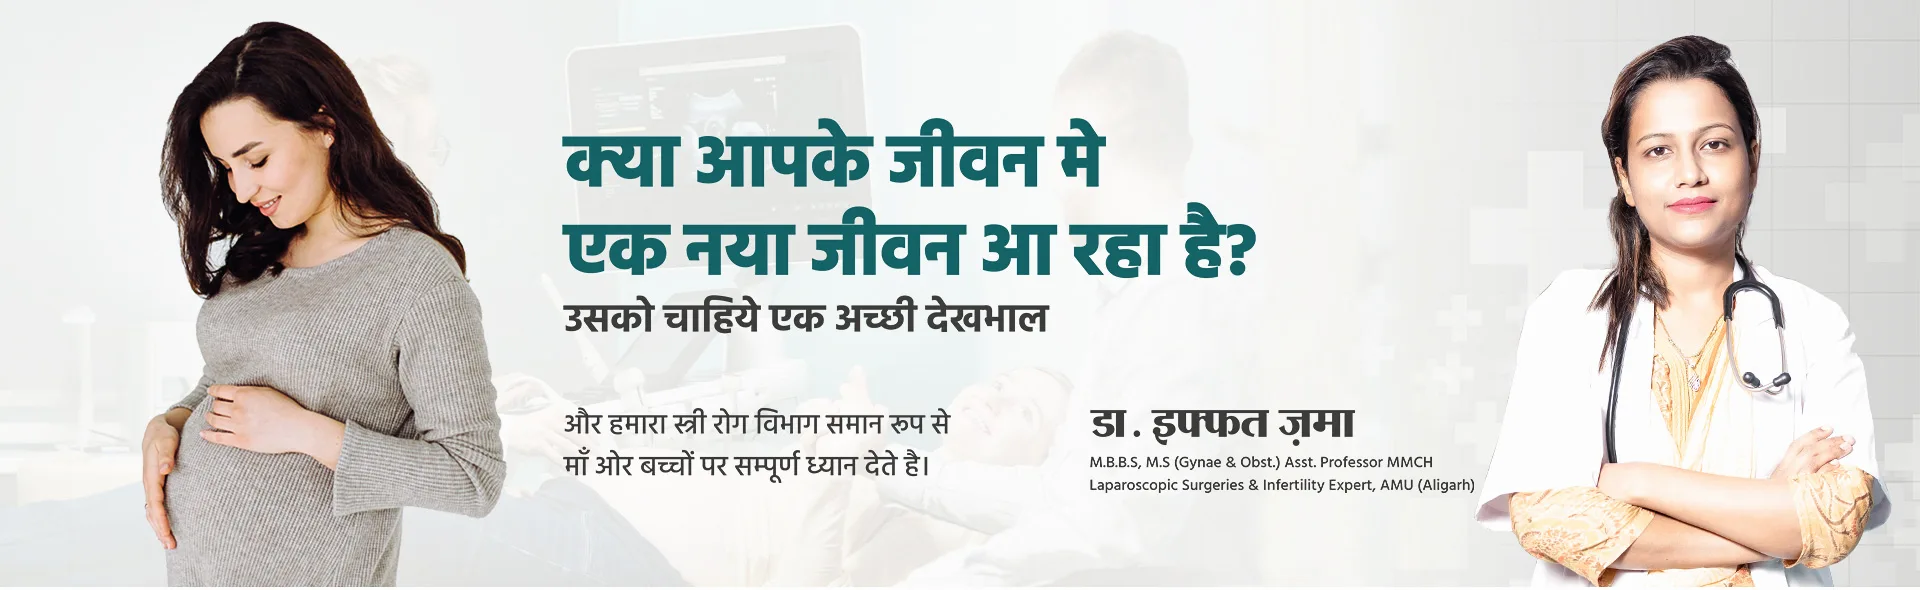 क्या आपके जीवन मे
एक नया जीवन आ रहा है?
उसको चाहिये एक अच्छी देखभाल
और हमारा स्त्री रोग विभाग समान रूप से
माँ ओर बच्चों पर सम्पूर्ण ध्यान देते है।
डा. इफ्फत ज़मा
M.B.B.S, M.S (Gynae & Obst.) Asst. Professor MMCH
Laparoscopic Surgeries & Infertility Expert, AMU (Aligarh)